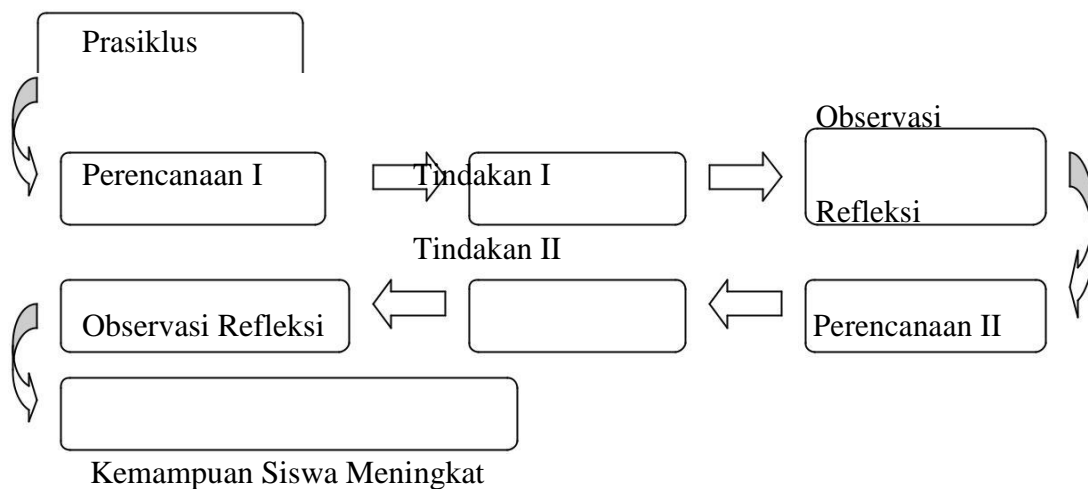 Prasiklus
Observasi
Perencanaan I
Tindakan I
Refleksi
Tindakan II
Observasi Refleksi
Perencanaan II
Kemampuan Siswa Meningkat